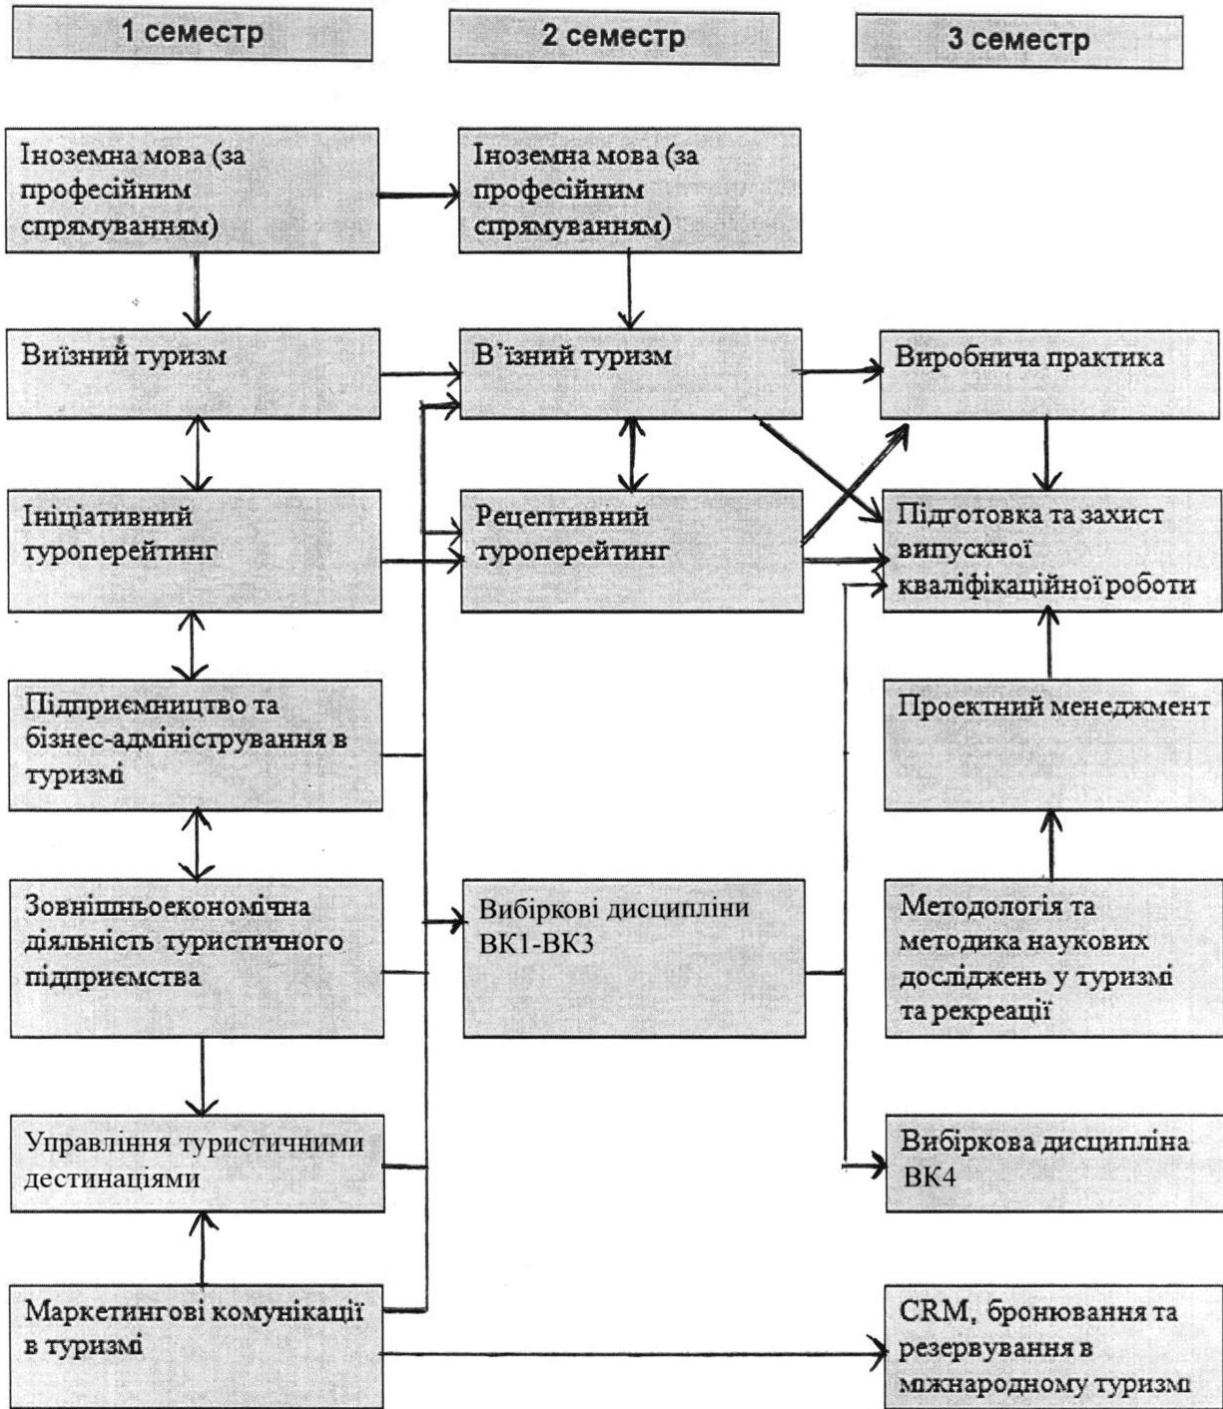 1 семестр
2 семестр
3 семестр
Іноземна мова (за
професійним
спрямуванням)
Іноземна мова (за
професійним
спрямуванням)
Виїзний туризм
В’їзний туризм
Виробнича практика
Ініціативний
туроперейтинг
Рецептивний
туроперейтинг
Підготовка та захист
випускної
кваліфікаційної роботи
Підприємництво та
бізнес-адміністрування в
туризмі
Проектний менеджмент
Зовнішньоекономічна
діяльність туристичного
підприємства
Вибіркові дисципліни
ВК1-ВК3
Методологія та
методика наукових
досліджень у туризмі
та рекреації
Управління туристичними
дестинаціями
Вибіркова дисципліна
ВК4
Маркетингові комунікації
в туризмі
CRM, бронювання та
резервування в
міжнародному туризмі